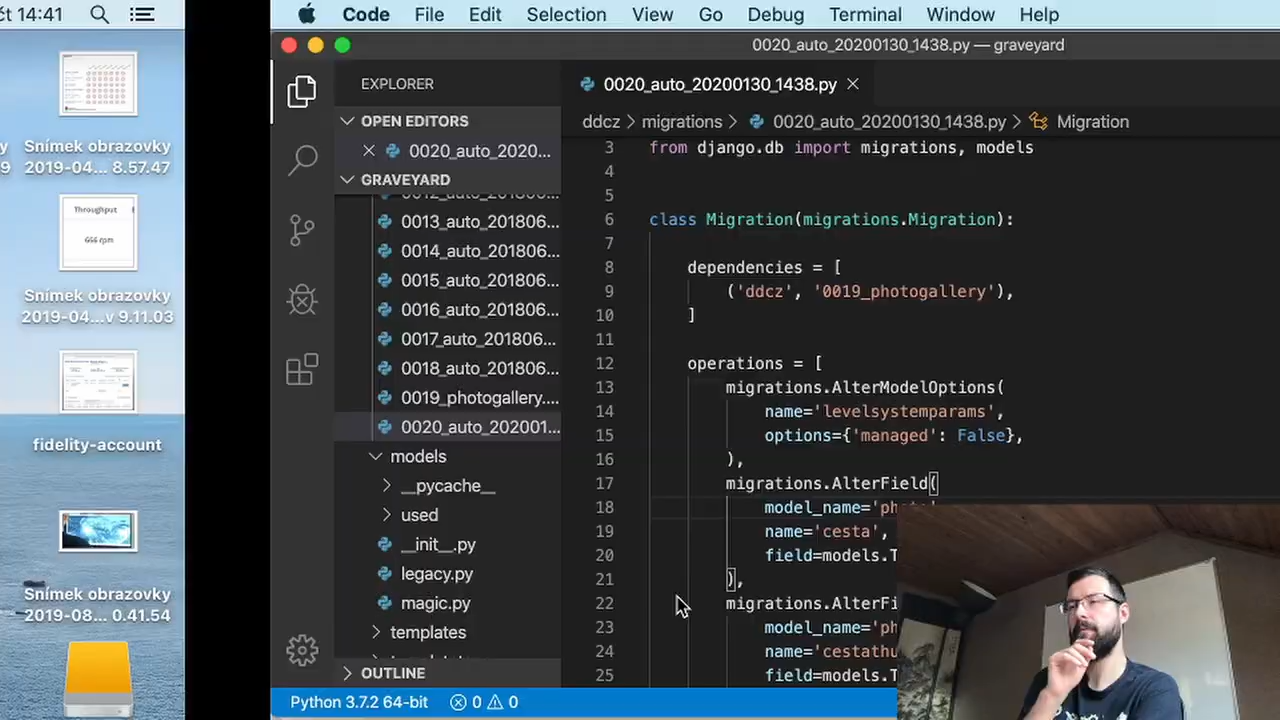 čt 14:41
Code File Edit Selection View Go Debug Terminal Window Help
0020_auto_20200130_1438.py — graveyard
Snímek obrazovky
2019-04... 8.57.47
9
Throughput
666 rpm
Snímek obrazovky
2019-04...v 9.11.03
fidelity-account
Snímek obrazovky
2019-08... 0.41.54
EXPLORER
OPEN EDITORS
0020_auto_2020...
GRAVEYARD
0013_auto_201806...
0014_auto_201806...
0015_auto_201806...
0016_auto_201806...
0017_auto_201806...
0018_auto_201806...
0019_photogallery....
0020_auto_202001...
models
__pycache__
used
__init__.py
legacy.py
magic.py
templates
OUTLINE
0020_auto_20200130_1438.py
ddcz > migrations > 0020_auto_20200130_1438.py > Migration
3 from django.db import migrations, models
4
5
6 class Migration(migrations.Migration):
7
8 dependencies = [
9 ('ddcz', '0019_photogallery'),
10 ]
11
12 operations = [
13 migrations.AlterModelOptions(
14 name='levelsystemparams',
15 options={'managed': False},
16 ),
17 migrations.AlterField(
18 model_name='photo',
19 name='cesta',
20 field=models.T
21 ),
22 migrations.AlterFi
23 model_name='ph
24 name='cestathu
25 field=models.T
Python 3.7.2 64-bit 0 0